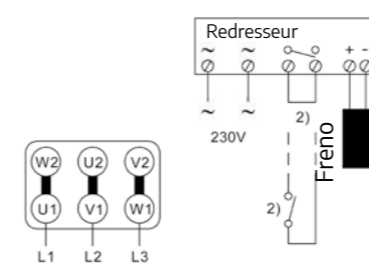 Redresseur
~ ~ + -
~ ~
230V
2)
Freno
2)
W2 U2 V2
U1 V1 W1
L1 L2 L3